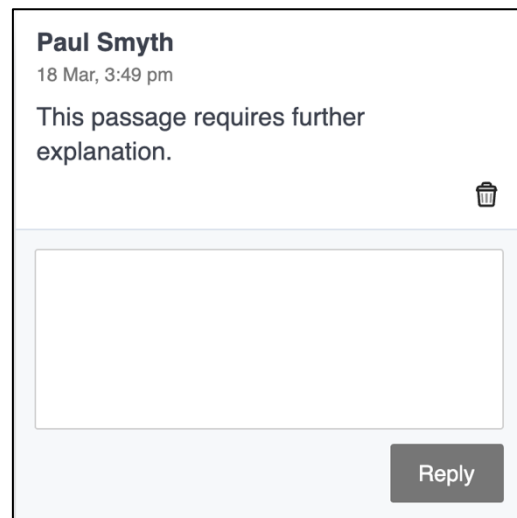 Paul Smyth
18 Mar, 3:49 pm
This passage requires further
explanation.
Reply